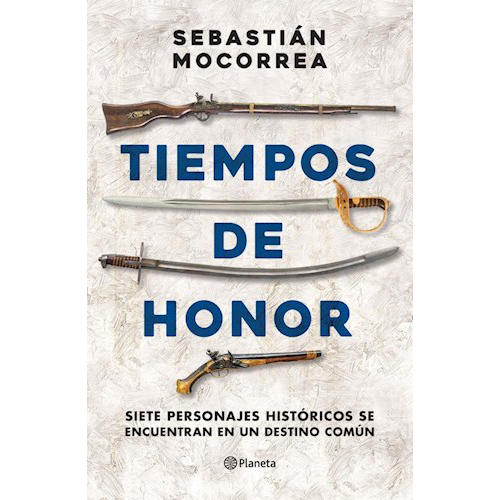 SEBASTIÁN
MOCORREA
TIEMPOS
DE
HONOR
SIETE PERSONAJES HISTÓRICOS SE
ENCUENTRAN EN UN DESTINO COMÚN
Planeta